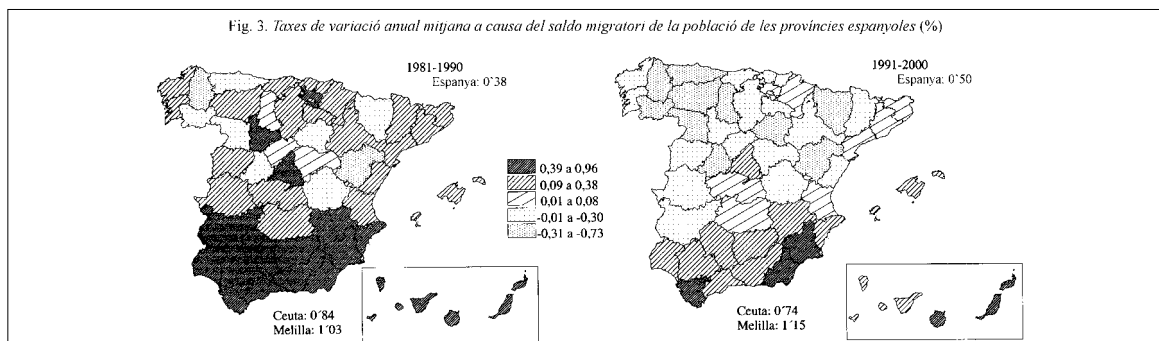 Fig. 3. Taxes de variació anual mitjana a causa del saldo migratori de la població de les províncies espanyoles (%)
1981-1990
Espanya: 0´38
1991-2000
Espanya: 0´50
0,39 a 0,96
0,09 a 0,38
0,01 a 0,08
-0,01 a -0,30
-0,31 a -0,73
Ceuta: 0´84
Melilla: 1´03
Ceuta: 0´74
Melilla: 1´15